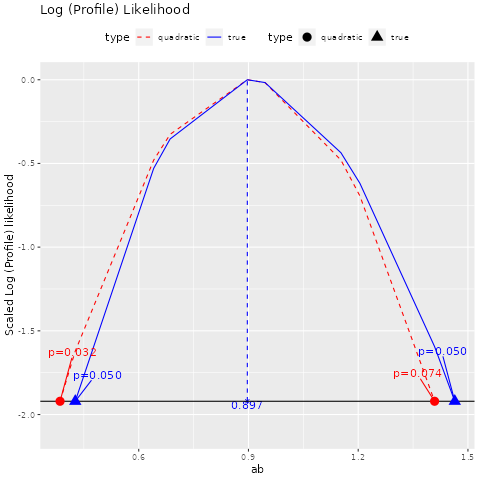 Log (Profile) Likelihood
type quadratic true type quadratic true
Scaled Log (Profile) likelihood
0.0
-0.5
-1.0
-1.5
-2.0
p=0.032
p=0.050
p=0.050
p=0.074
0.897
0.6 0.9 1.2 1.5
ab